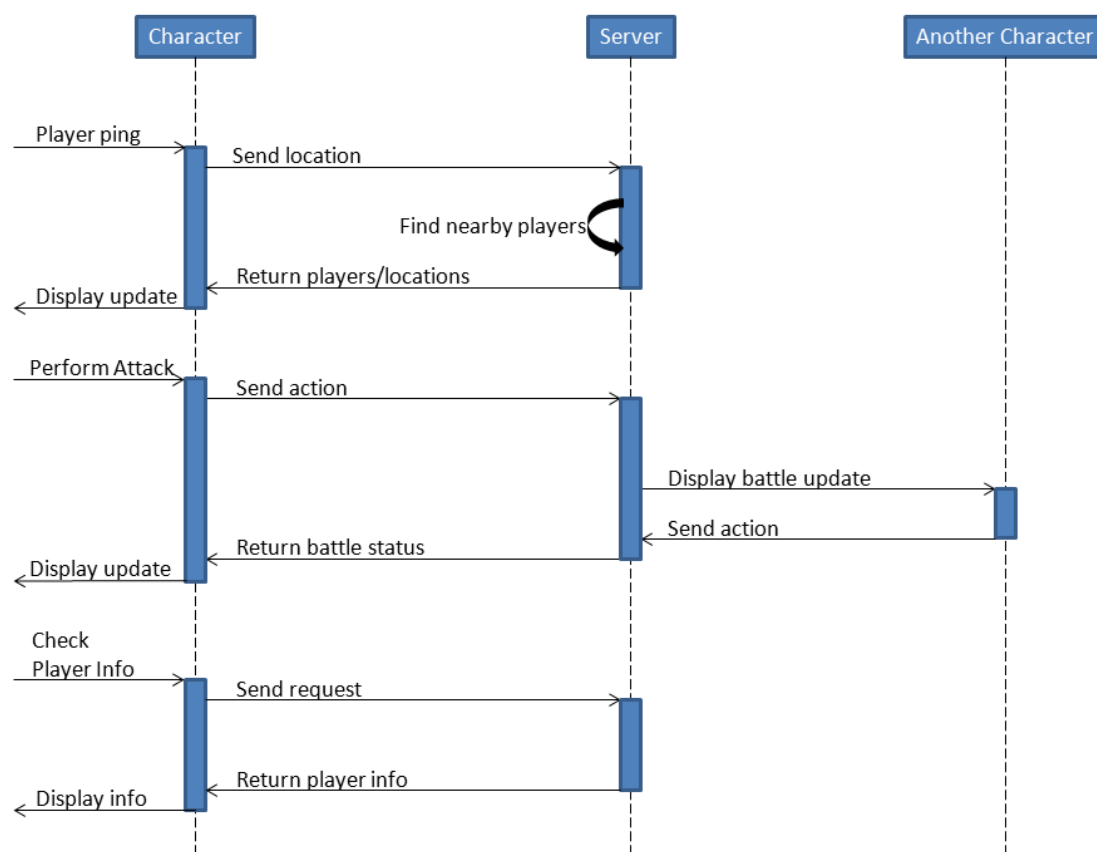 Character
Server
Another Character
Player ping
Send location
Find nearby players
Return players/locations
Display update
Perform Attack
Send action
Display battle update
Send action
Return battle status
Display update
Check
Player Info
Send request
Return player info
Display info